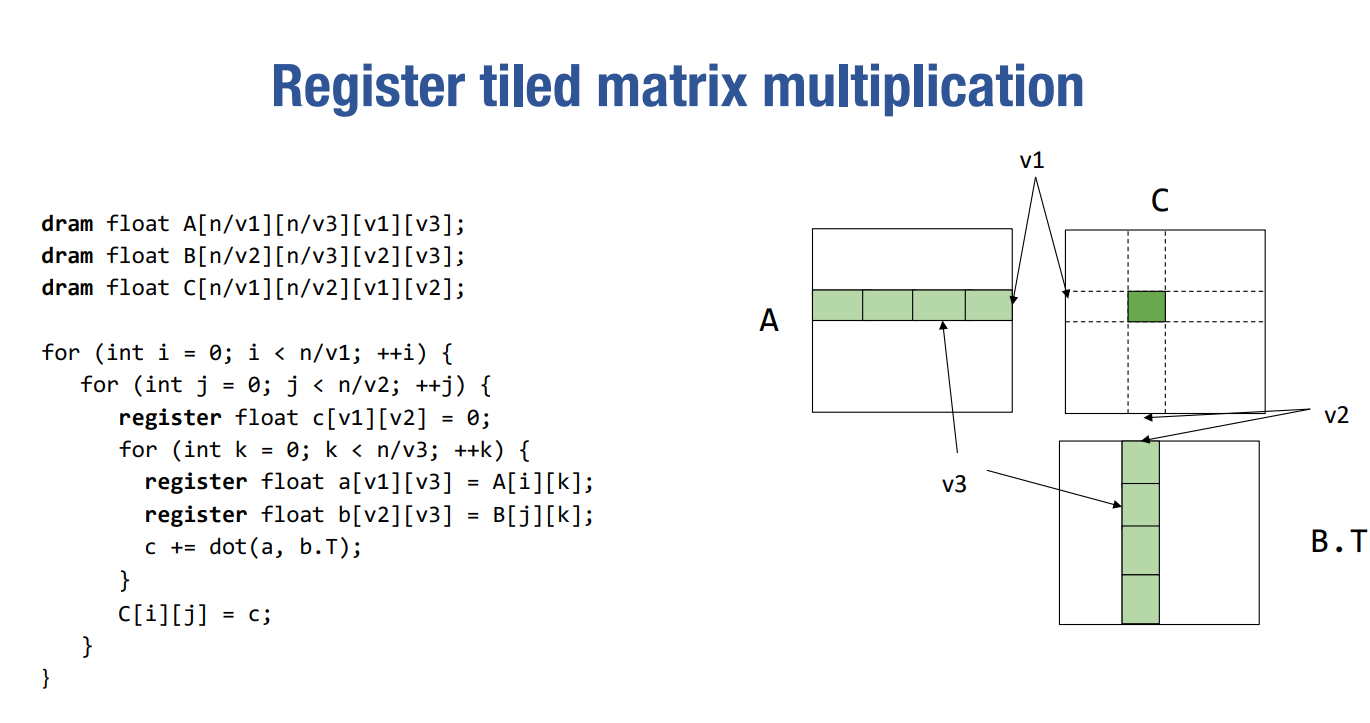 Register tiled matrix multiplication
dram float A[n/v1][n/v3][v1][v3];
dram float B[n/v2][n/v3][v2][v3];
dram float C[n/v1][n/v2][v1][v2];
for (int i = 0; i < n/v1; ++i) {
for (int j = 0; j < n/v2; ++j) {
register float c[v1][v2] = 0;
for (int k = 0; k < n/v3; ++k) {
register float a[v1][v3] = A[i][k];
register float b[v2][v3] = B[j][k];
c += dot(a, b.T);
}
C[i][j] = c;
}
}
v1
C
A
v2
v3
B.T